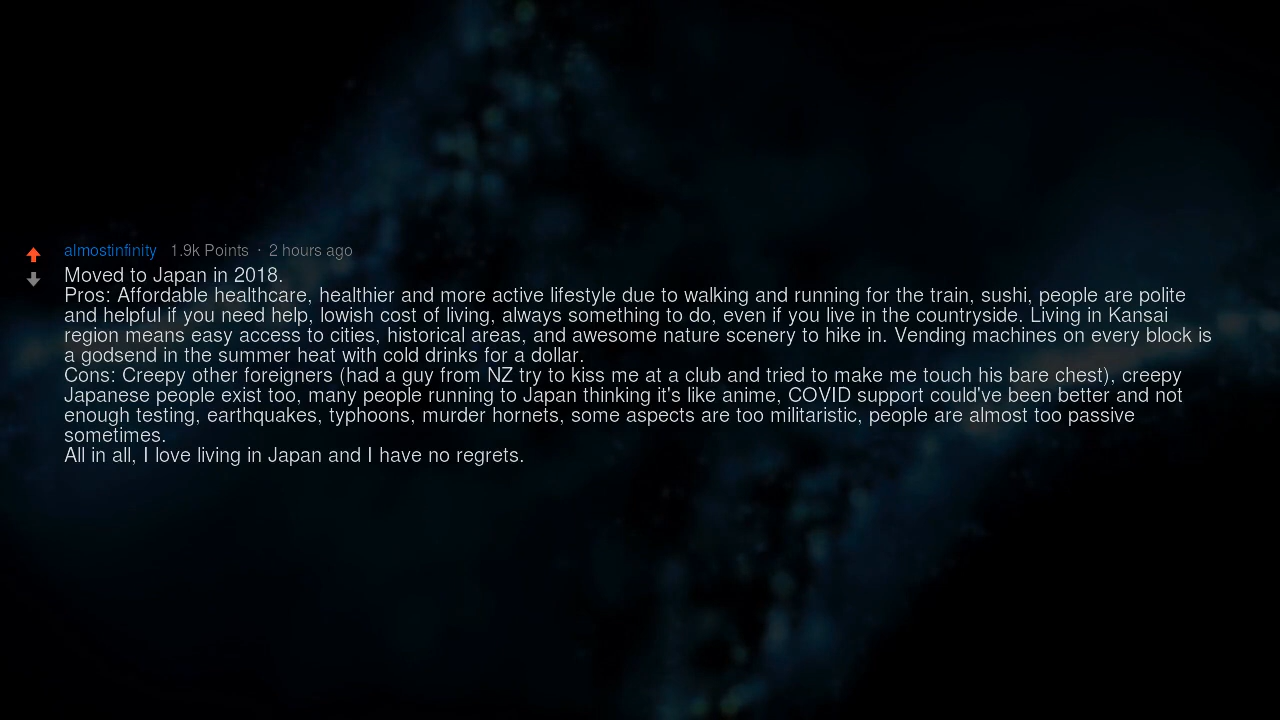 almostinfinity 1.9k Points · 2 hours ago
Moved to Japan in 2018.
Pros: Affordable healthcare, healthier and more active lifestyle due to walking and running for the train, sushi, people are polite
and helpful if you need help, lowish cost of living, always something to do, even if you live in the countryside. Living in Kansai
region means easy access to cities, historical areas, and awesome nature scenery to hike in. Vending machines on every block is
a godsend in the summer heat with cold drinks for a dollar.
Cons: Creepy other foreigners (had a guy from NZ try to kiss me at a club and tried to make me touch his bare chest), creepy
Japanese people exist too, many people running to Japan thinking it's like anime, COVID support could've been better and not
enough testing, earthquakes, typhoons, murder hornets, some aspects are too militaristic, people are almost too passive
sometimes.
All in all, I love living in Japan and I have no regrets.